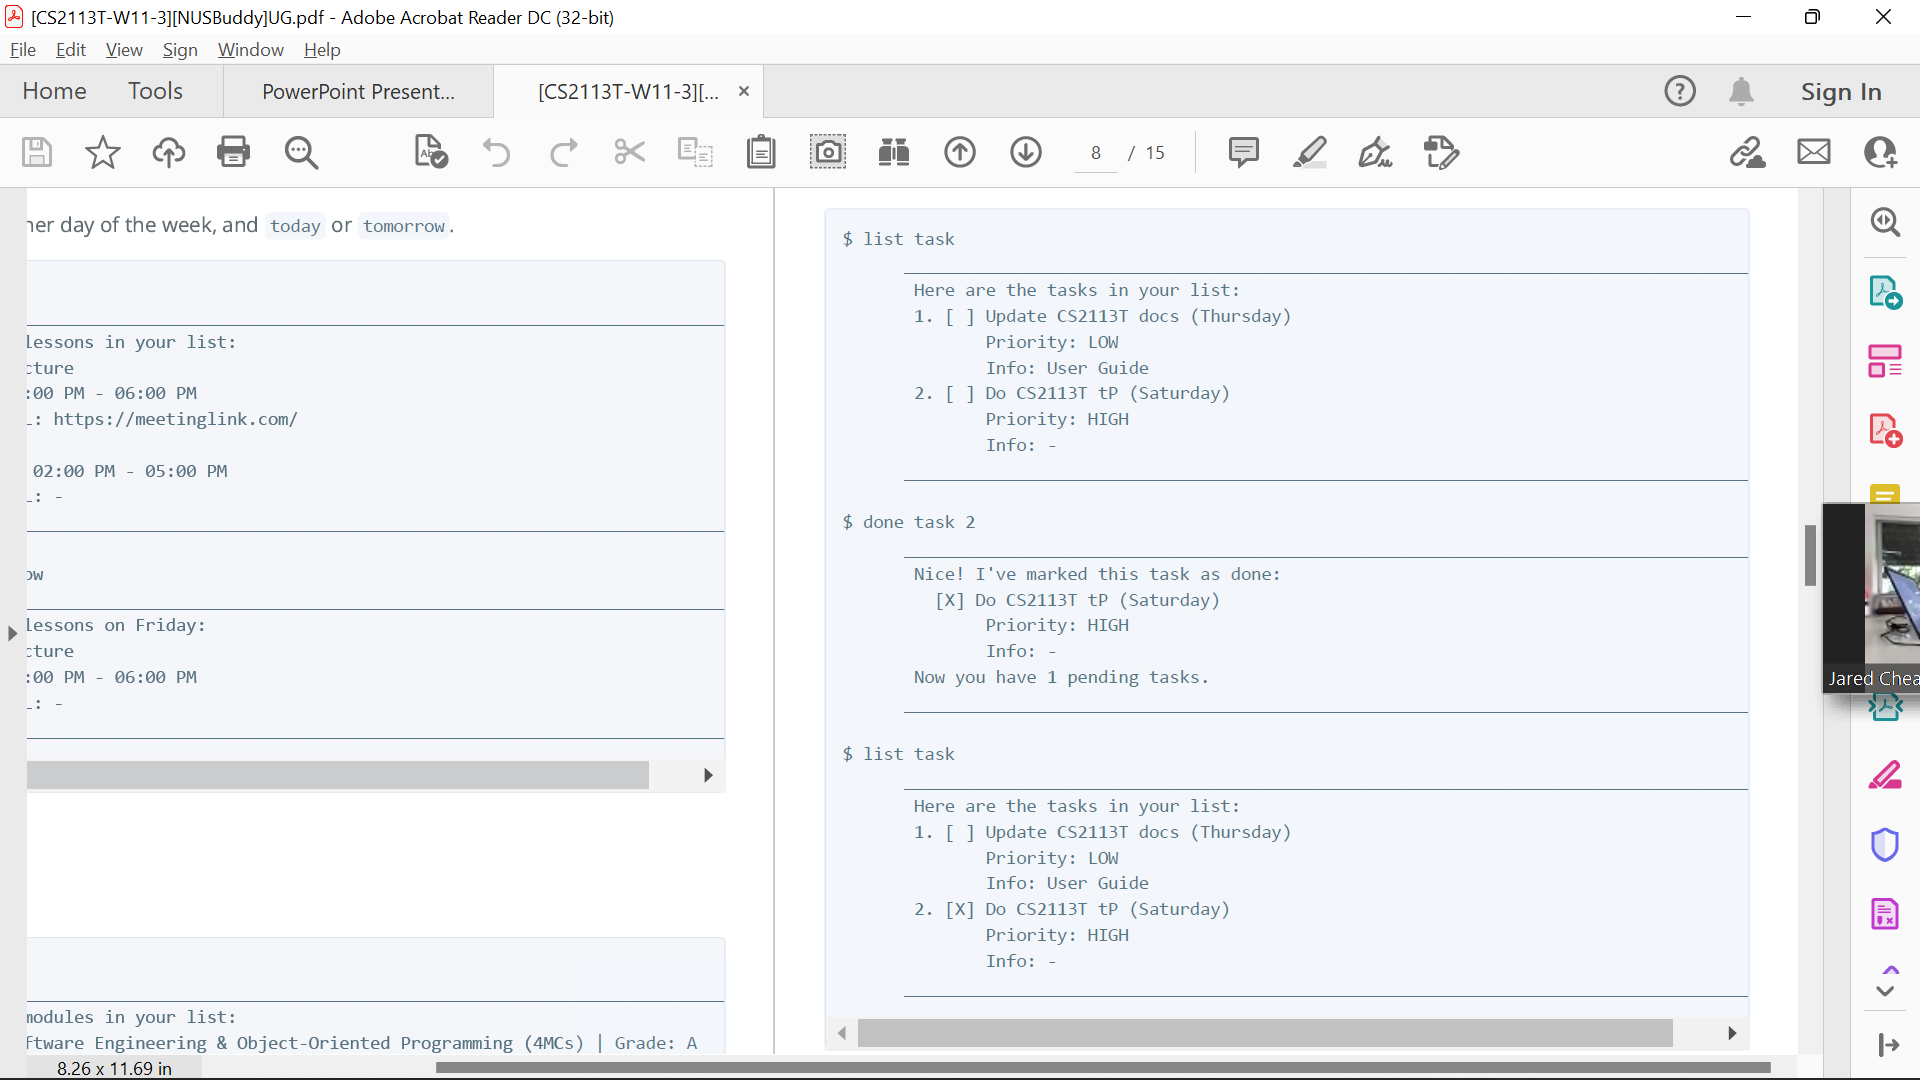 [CS2113T-W11-3][NUSBuddy]UG.pdf - Adobe Acrobat Reader DC (32-bit)
File Edit View Sign Window Help
Home Tools PowerPoint Present... [CS2113T-W11-3][... × ? Sign In
8 / 15
her day of the week, and today or tomorrow.
lessons in your list:
cture
:00 PM - 06:00 PM
: https://meetinglink.com/
02:00 PM - 05:00 PM
: -
ow
lessons on Friday:
cture
:00 PM - 06:00 PM
: -
modules in your list:
ftware Engineering & Object-Oriented Programming (4MCs) | Grade: A
$ list task
Here are the tasks in your list:
1. [ ] Update CS2113T docs (Thursday)
Priority: LOW
Info: User Guide
2. [ ] Do CS2113T tP (Saturday)
Priority: HIGH
Info: -
$ done task 2
Nice! I've marked this task as done:
[X] Do CS2113T tP (Saturday)
Priority: HIGH
Info: -
Now you have 1 pending tasks.
$ list task
Here are the tasks in your list:
1. [ ] Update CS2113T docs (Thursday)
Priority: LOW
Info: User Guide
2. [X] Do CS2113T tP (Saturday)
Priority: HIGH
Info: -
Jared Chea
8.26 x 11.69 in